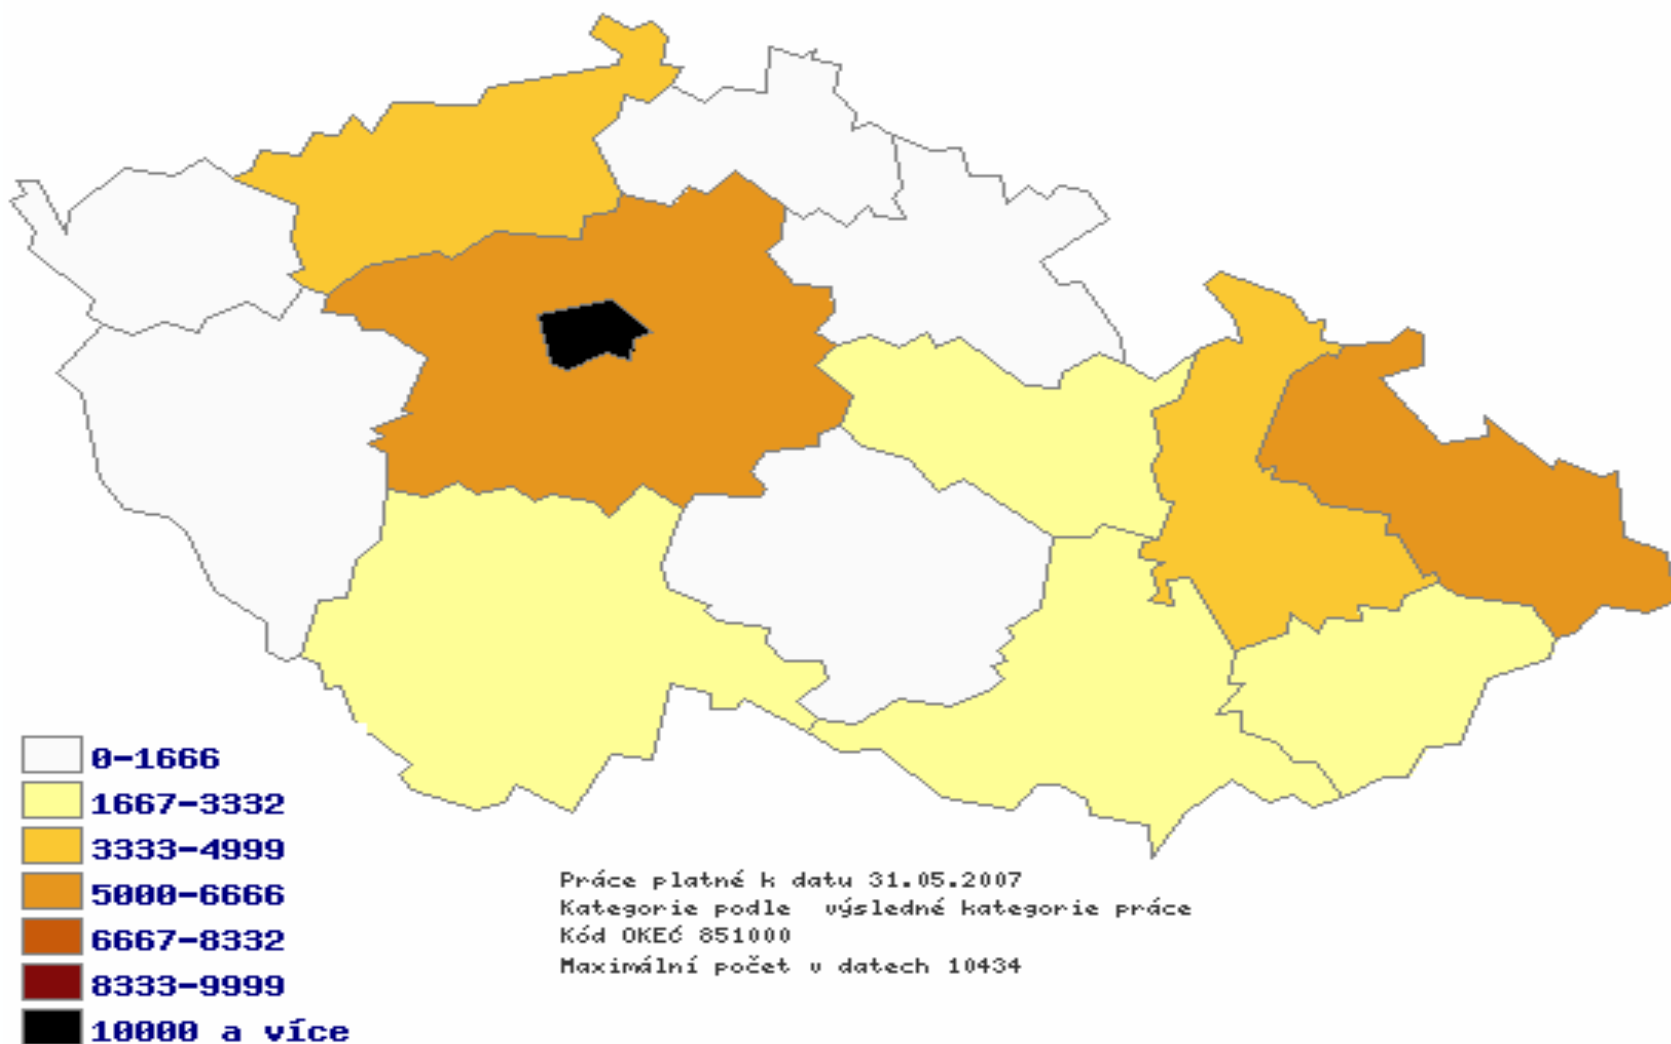 0-1666
1667-3332
3333-4999
5000-6666
6667-8332
8333-9999
10000 a více
Práce platné k datu 31.05.2007
Kategorie podle  výsledné kategorie práce
Kód OKEČ 851000
Maximální počet v datech 10434